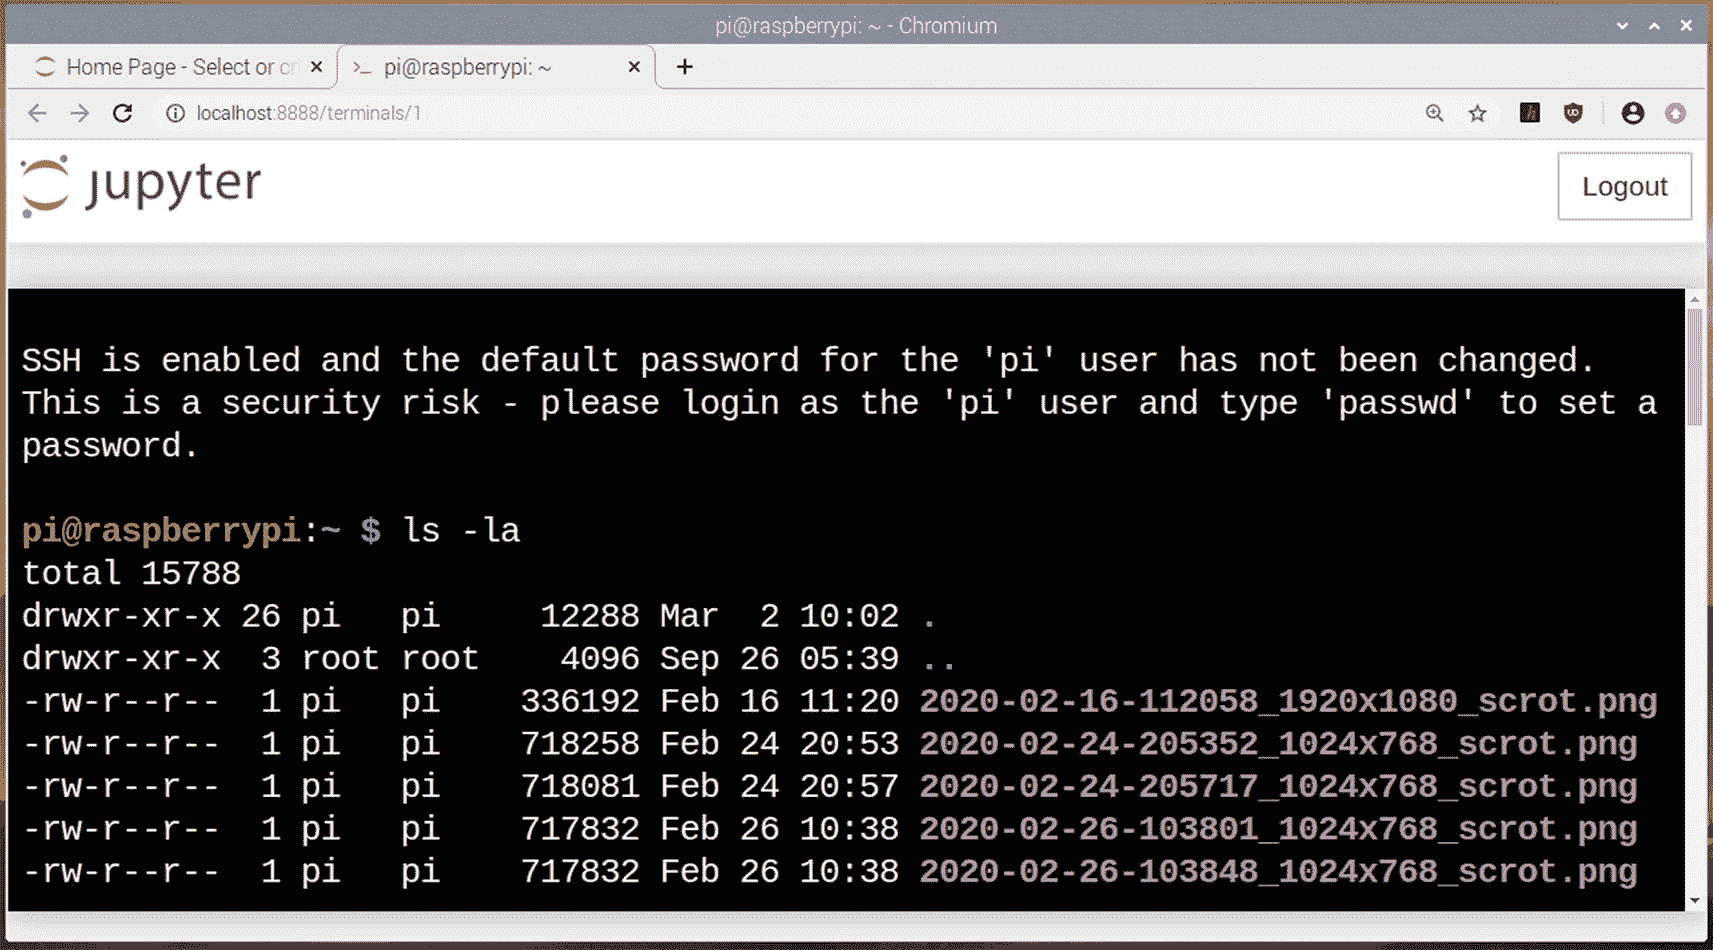 pi@raspberrypi: ~ - Chromium
Home Page - Select or cr
>_ pi@raspberrypi: ~
localhost:8888/terminals/1
jupyter
Logout
SSH is enabled and the default password for the 'pi' user has not been changed.
This is a security risk - please login as the 'pi' user and type 'passwd' to set a
password.
pi@raspberrypi:~ $ ls -la
total 15788
drwxr-xr-x 26 pi   pi     12288 Mar  2 10:02 .
drwxr-xr-x  3 root root    4096 Sep 26 05:39 ..
-rw-r--r--  1 pi   pi    336192 Feb 16 11:20 2020-02-16-112058_1920x1080_scrot.png
-rw-r--r--  1 pi   pi    718258 Feb 24 20:53 2020-02-24-205352_1024x768_scrot.png
-rw-r--r--  1 pi   pi    718081 Feb 24 20:57 2020-02-24-205717_1024x768_scrot.png
-rw-r--r--  1 pi   pi    717832 Feb 26 10:38 2020-02-26-103801_1024x768_scrot.png
-rw-r--r--  1 pi   pi    717832 Feb 26 10:38 2020-02-26-103848_1024x768_scrot.png